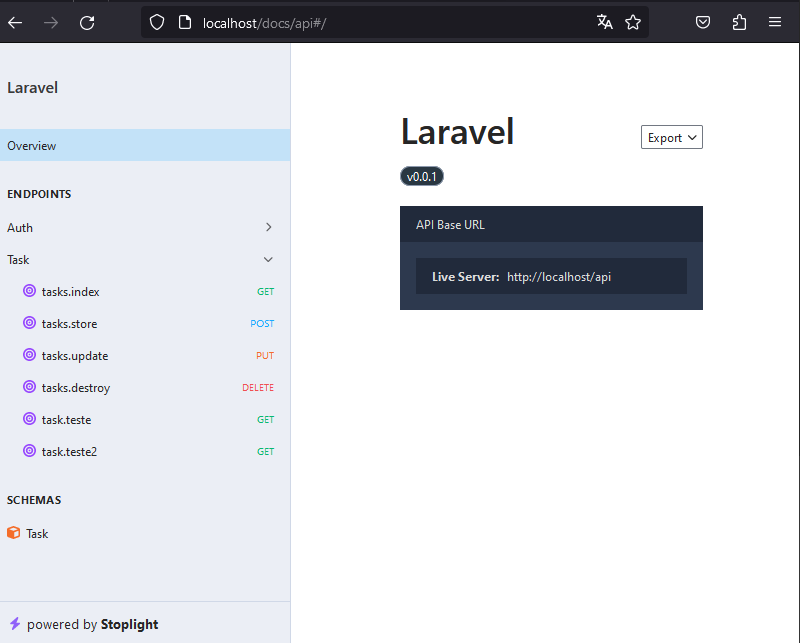 localhost/docs/api#/
Laravel
Overview
ENDPOINTS
Auth
Task
tasks.index GET
tasks.store POST
tasks.update PUT
tasks.destroy DELETE
task.teste GET
task.teste2 GET
SCHEMAS
Task
powered by Stoplight
Laravel
Export
v0.0.1
API Base URL
Live Server: http://localhost/api